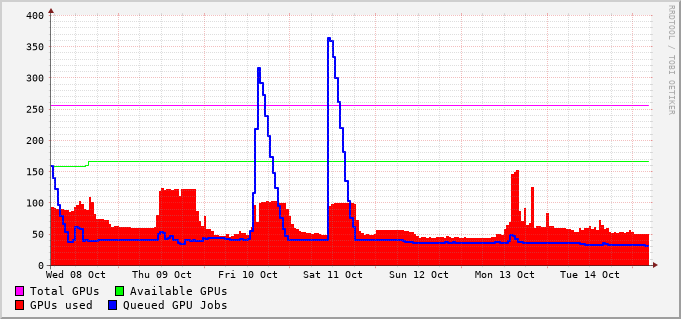 400
350
300
250
200
150
100
50
0
Wed 08 Oct Thu 09 Oct Fri 10 Oct Sat 11 Oct Sun 12 Oct Mon 13 Oct Tue 14 Oct
Total GPUs Available GPUs
GPUs used Queued GPU Jobs
RRDTOOL / TOBI OETIKER